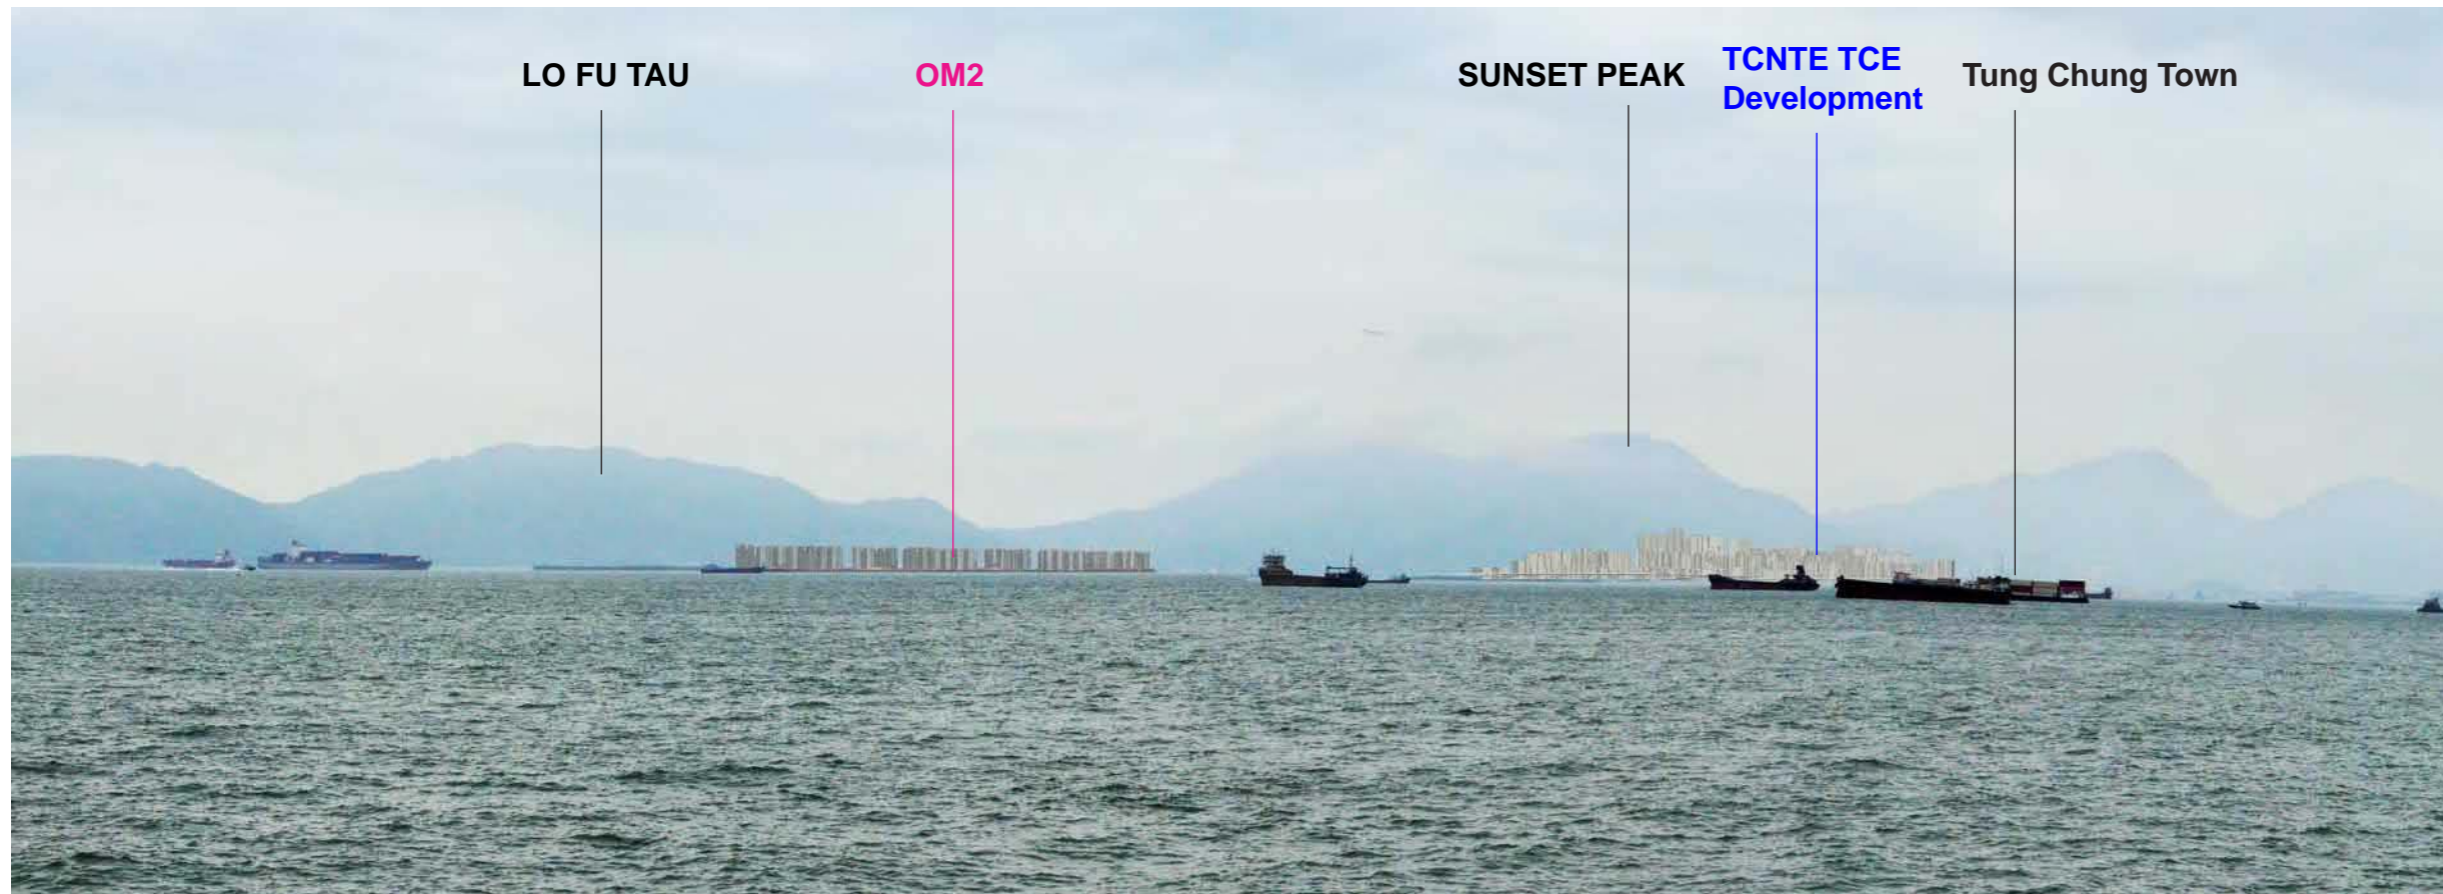 LO FU TAU
OM2
SUNSET PEAK
TCNTE TCE
Development
Tung Chung Town